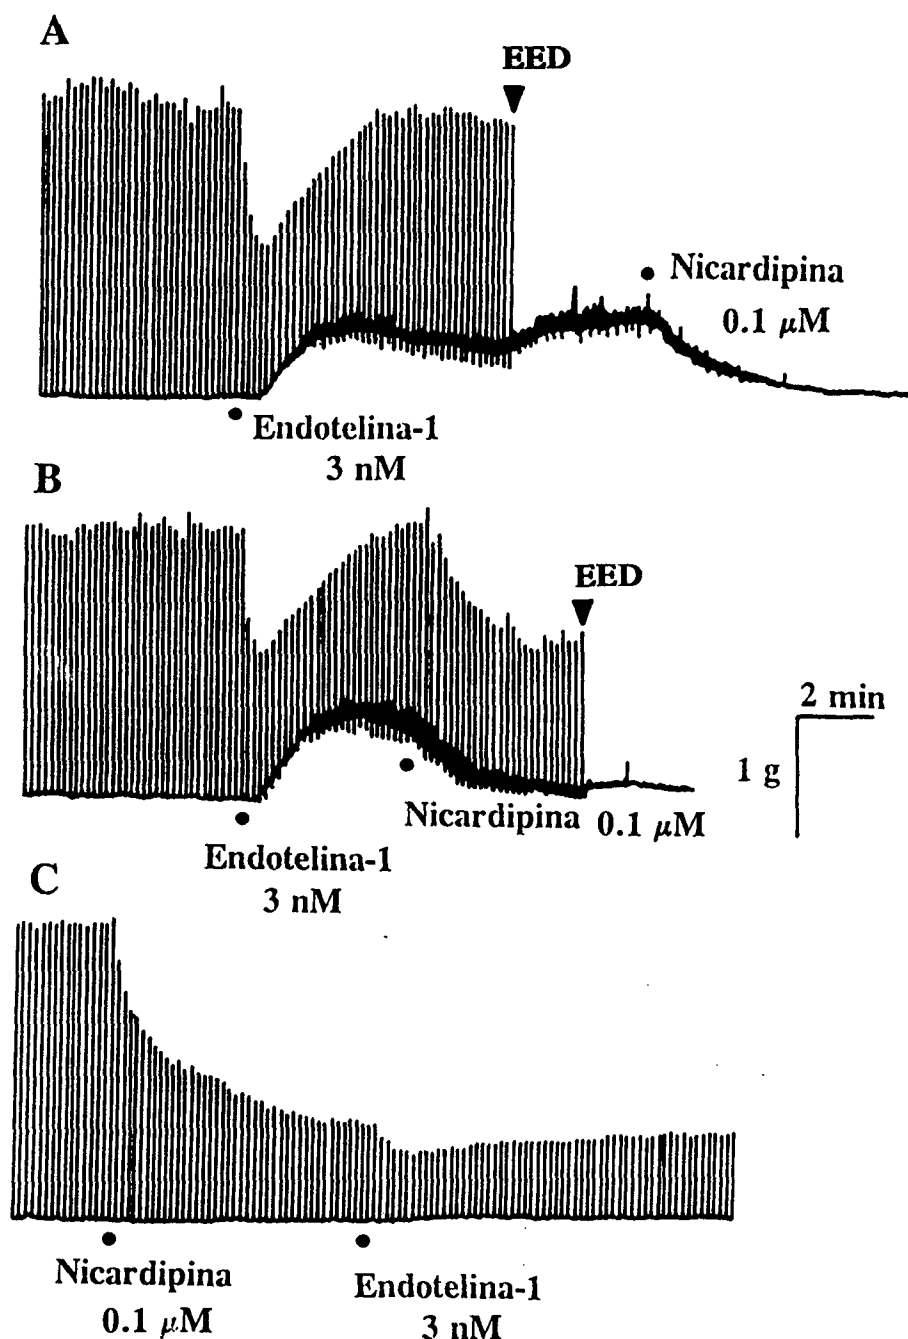 A
EED
Nicardipina
0.1 μM
Endotelina-1
3 nM
B
EED
2 min
1 g
Nicardipina 0.1 μM
Endotelina-1
3 nM
C
Nicardipina
0.1 μM
Endotelina-1
3 nM